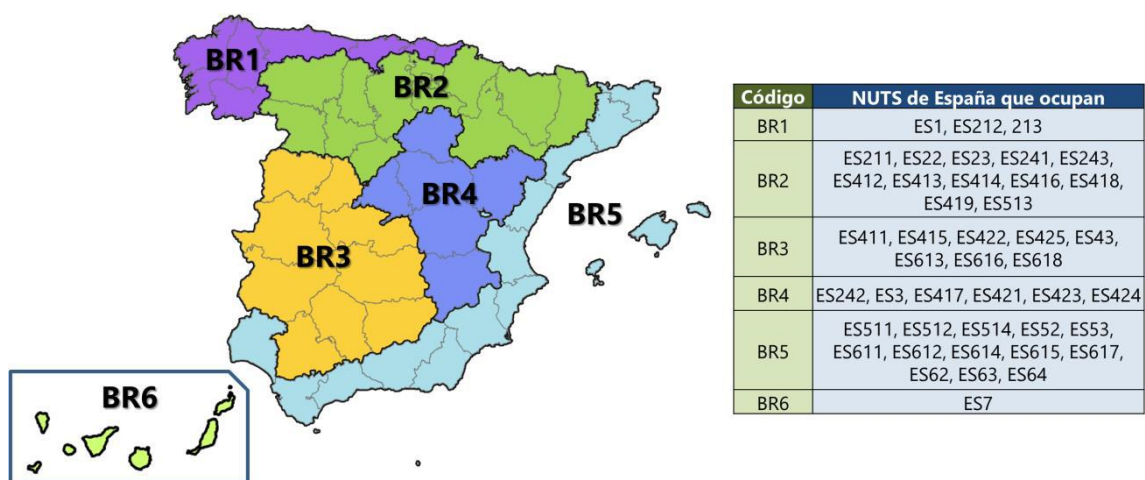 BR1
BR2
BR3
BR4
BR5
BR6
Código NUTS de España que ocupan
BR1 ES1, ES212, 213
BR2 ES211, ES22, ES23, ES241, ES243,
ES412, ES413, ES414, ES416, ES418,
ES419, ES513
BR3 ES411, ES415, ES422, ES425, ES43,
ES613, ES616, ES618
BR4 ES242, ES3, ES417, ES421, ES423, ES424
BR5 ES511, ES512, ES514, ES52, ES53,
ES611, ES612, ES614, ES615, ES617,
ES62, ES63, ES64
BR6 ES7